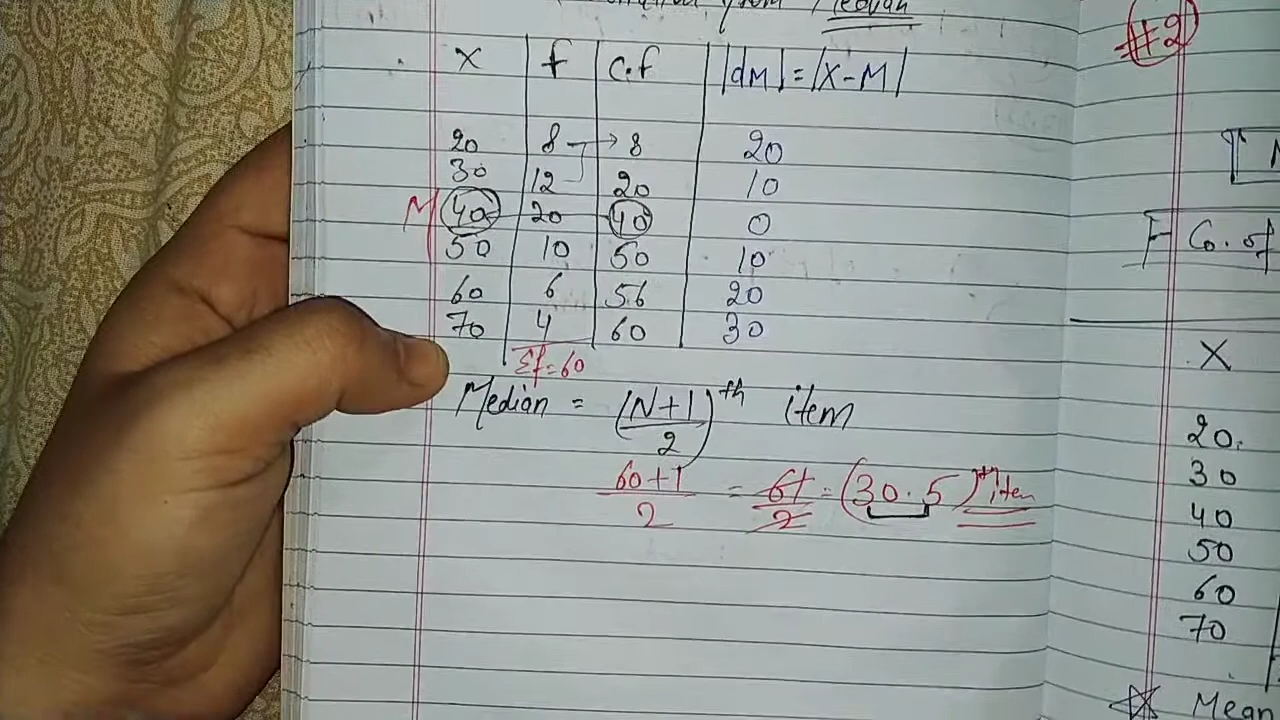 from Median
X f C.f |dM| = |X-M|
20 8 → 8 20
30 12 20 10
M 40 20 40 0
50 10 50 10
60 6 56 20
70 4 60 30
Σf=60
Median = (N+1/2)th item
60+1/2 = 61/2 = (30.5)th item
#2
Co. of
X
20
30
40
50
60
70
Mean